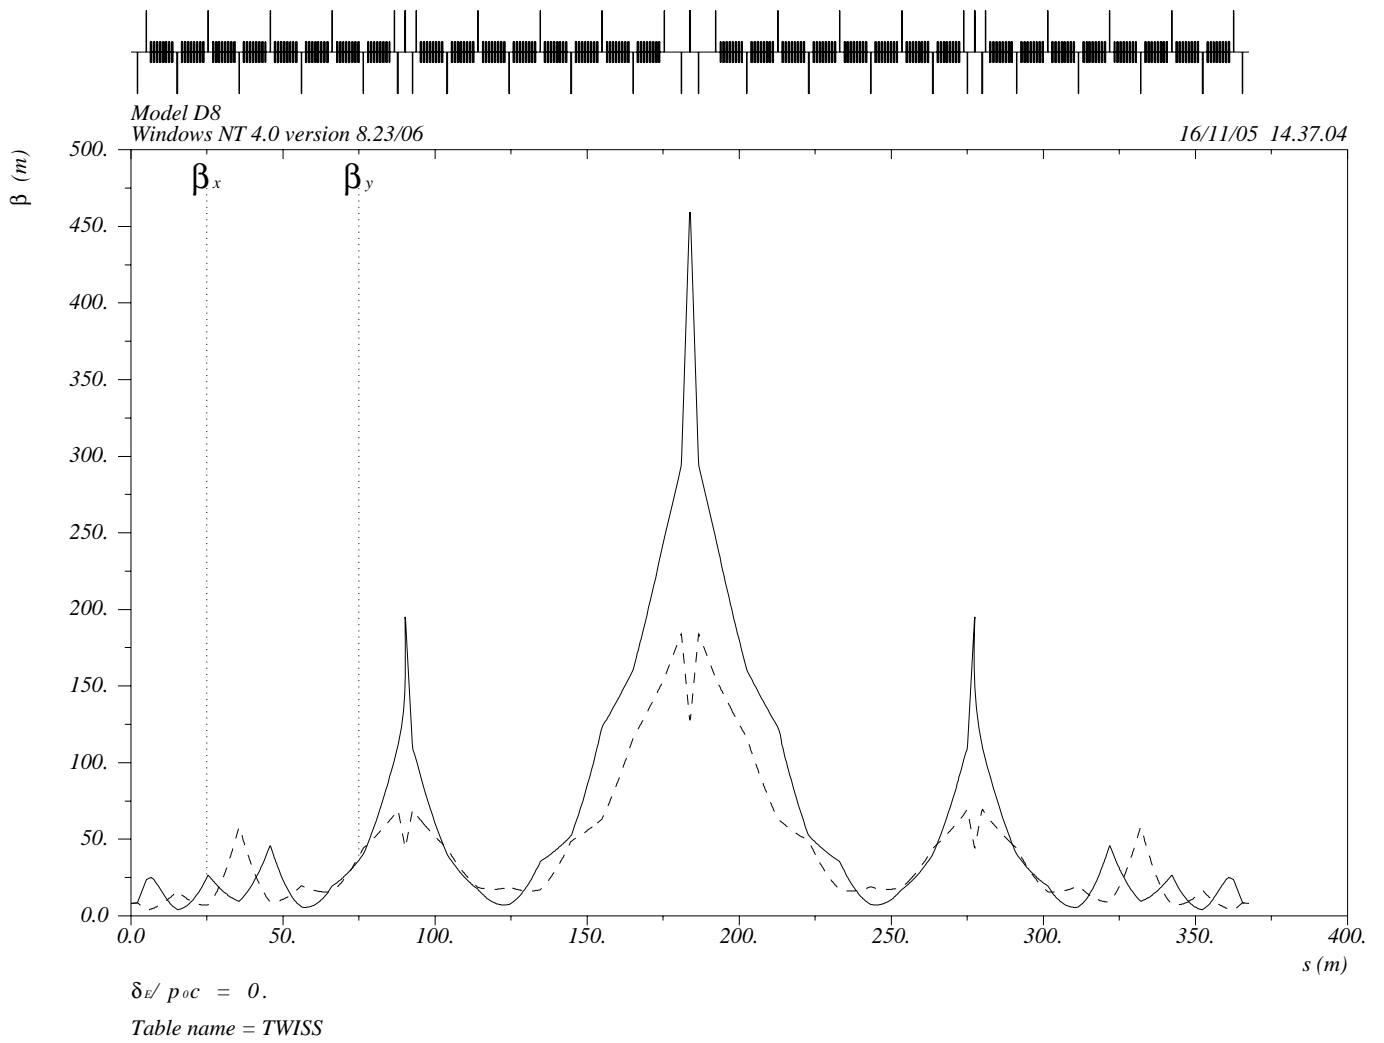 Model D8
Windows NT 4.0 version 8.23/06
16/11/05 14.37.04
β (m)
500.
450.
400.
350.
300.
250.
200.
150.
100.
50.
0.0
βx
βy
0.0 50. 100. 150. 200. 250. 300. 350. 400.
s (m)
δE/ p0c = 0.
Table name = TWISS